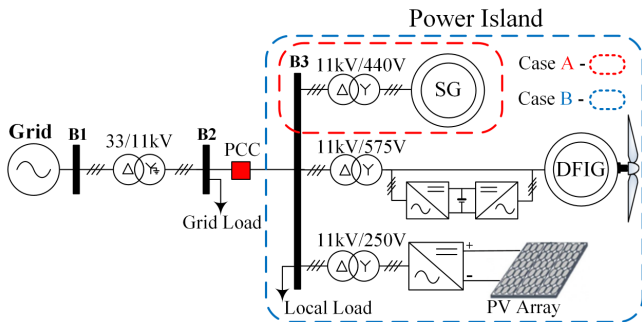 Power Island
B3
11kV/440V
SG
Case A -
Case B -
Grid
B1
33/11kV
B2
PCC
11kV/575V
DFIG
Grid Load
11kV/250V
+
-
Local Load
PV Array